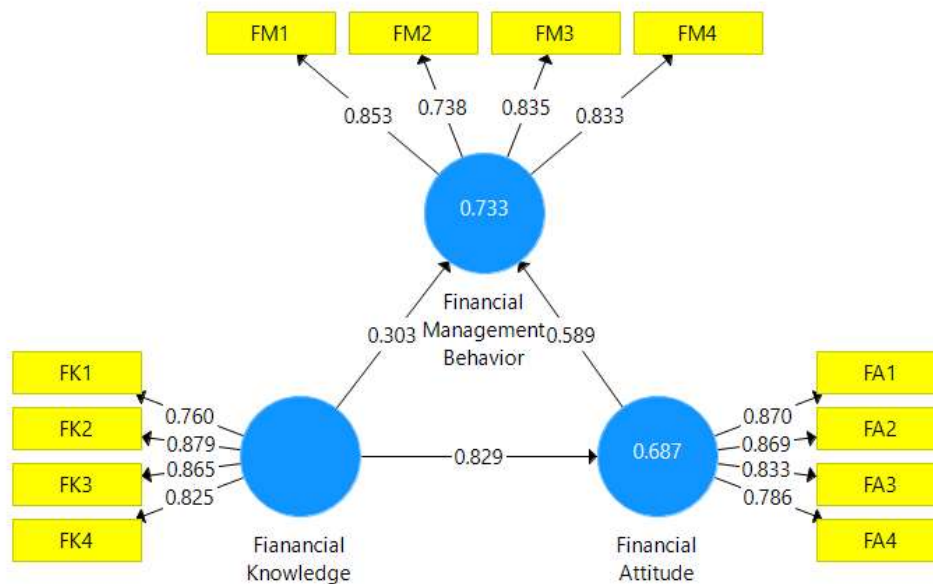 FM1 FM2 FM3 FM4
0.853 0.738 0.835 0.833
0.733
Financial
Management
Behavior
0.303 0.589
FK1
FK2
FK3
FK4
0.760
0.879
0.865
0.825
Fianancial
Knowledge
0.829
0.687
Financial
Attitude
0.870
0.869
0.833
0.786
FA1
FA2
FA3
FA4